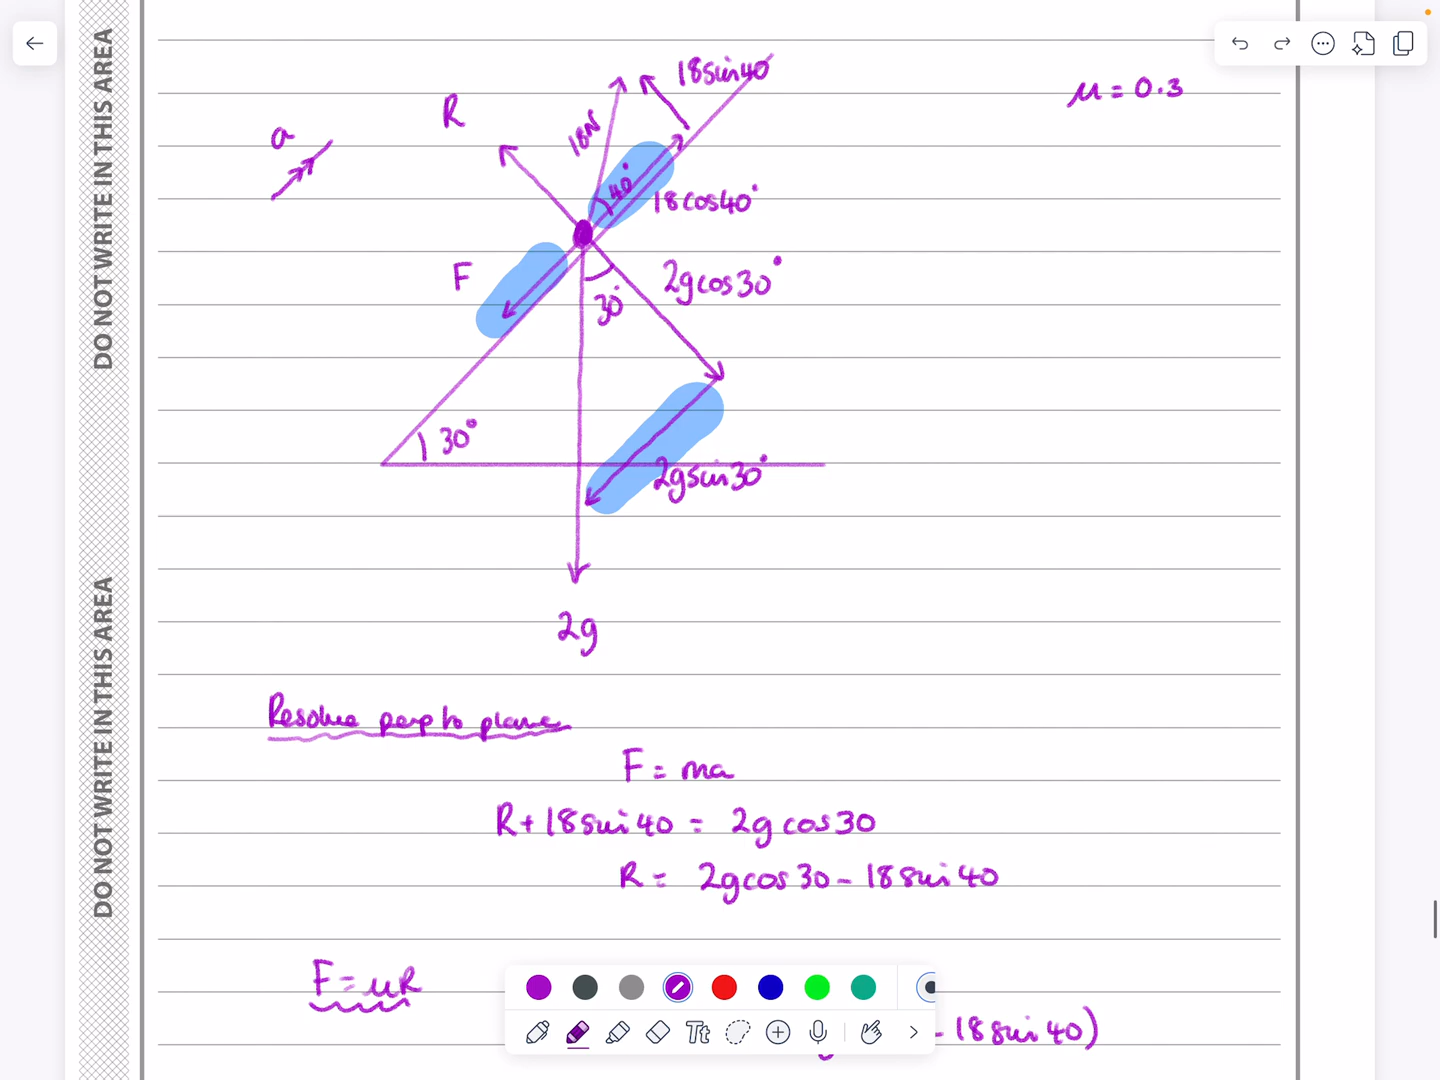 DO NOT WRITE IN THIS AREA
DO NOT WRITE IN THIS AREA
μ = 0.3
a
R
18N
18sin40°
40°
18cos40°
F
30°
2gcos30°
30°
2gsin30°
2g
Resolve perp to plane
F = ma
R + 18sin40 = 2gcos30
R = 2gcos30 - 18sin40
F = μR
- 18sin40)
Tt